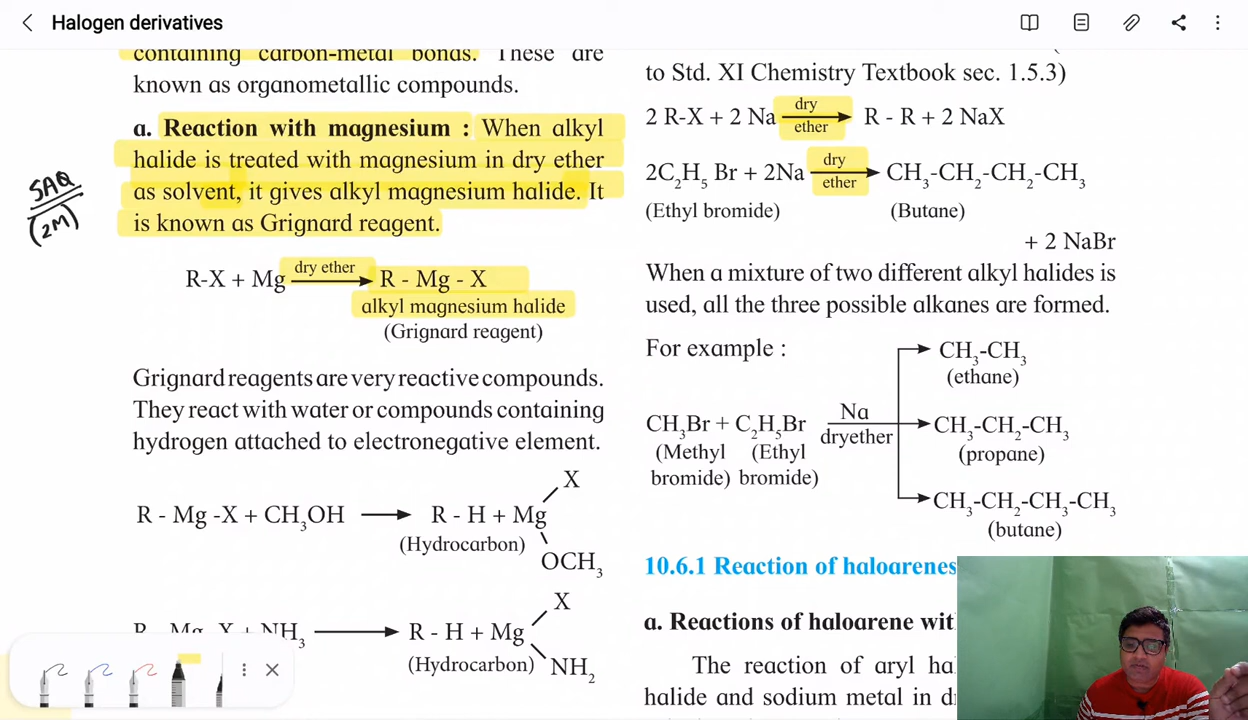 Halogen derivatives
containing carbon-metal bonds. These are
known as organometallic compounds.
a. Reaction with magnesium : When alkyl
halide is treated with magnesium in dry ether
as solvent, it gives alkyl magnesium halide. It
is known as Grignard reagent.
SAQ
(2M)
R-X + Mg dry ether R - Mg - X
alkyl magnesium halide
(Grignard reagent)
Grignard reagents are very reactive compounds.
They react with water or compounds containing
hydrogen attached to electronegative element.
R - Mg -X + CH₃OH → R - H + Mg
X
(Hydrocarbon)
OCH₃
R - Mg - X + NH₃ → R - H + Mg
X
(Hydrocarbon)
NH₂
to Std. XI Chemistry Textbook sec. 1.5.3)
2 R-X + 2 Na dry ether R - R + 2 NaX
2C₂H₅ Br + 2Na dry ether CH₃-CH₂-CH₂-CH₃
(Ethyl bromide) (Butane)
+ 2 NaBr
When a mixture of two different alkyl halides is
used, all the three possible alkanes are formed.
For example :
CH₃-CH₃
(ethane)
CH₃Br + C₂H₅Br Na dryether CH₃-CH₂-CH₃
(Methyl (Ethyl (propane)
bromide) bromide)
CH₃-CH₂-CH₃-CH₃
(butane)
10.6.1 Reaction of haloarenes
a. Reactions of haloarene wit
The reaction of aryl ha
halide and sodium metal in d